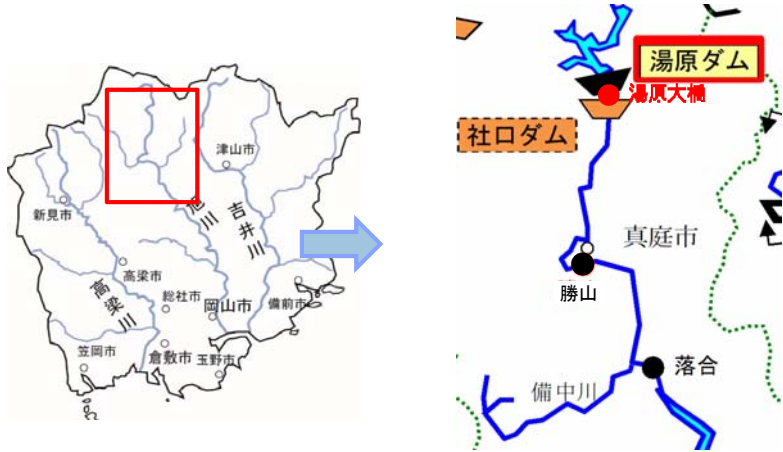 津山市
新見市
旭川
吉井川
高梁市
高梁川
総社市
岡山市
備前市
笠岡市
倉敷市
玉野市
湯原ダム
湯原大橋
社口ダム
真庭市
勝山
落合
備中川